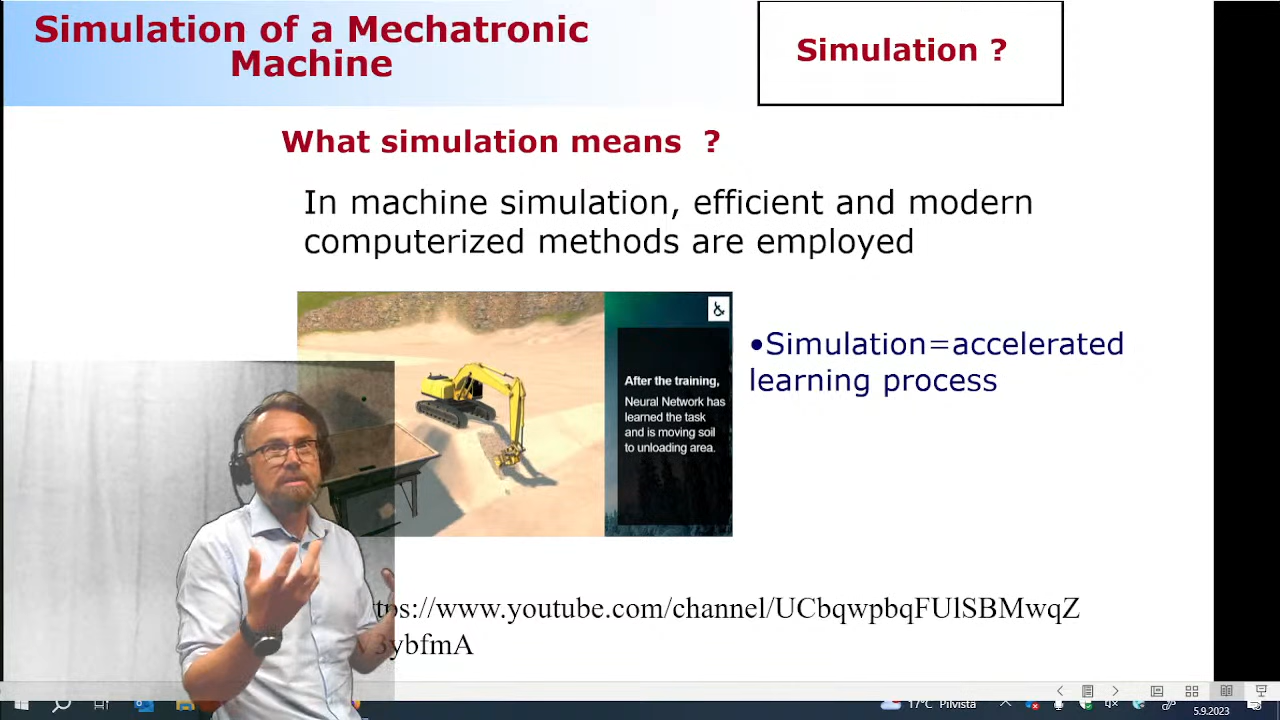 Simulation of a Mechatronic
Machine
Simulation ?
What simulation means ?
In machine simulation, efficient and modern
computerized methods are employed
After the training,
Neural Network has
learned the task
and is moving soil
to unloading area.
•Simulation=accelerated
learning process
tps://www.youtube.com/channel/UCbqwpbqFUlSBMwqZ
3ybfmA
17°C Pilvistä
5.9.2023